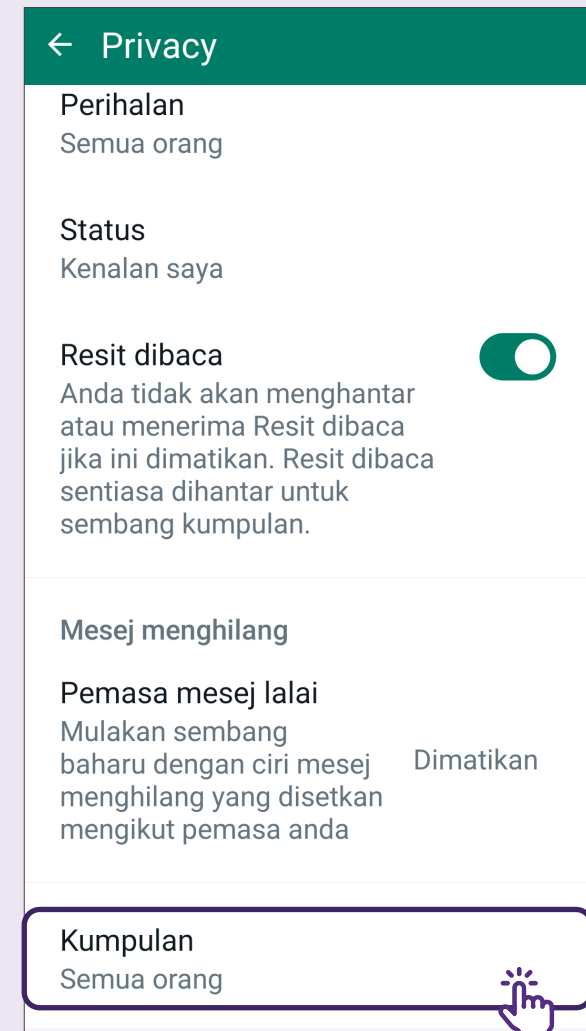 Privacy
Perihalan
Semua orang
Status
Kenalan saya
Resit dibaca
Anda tidak akan menghantar
atau menerima Resit dibaca
jika ini dimatikan. Resit dibaca
sentiasa dihantar untuk
sembang kumpulan.
Mesej menghilang
Pemasa mesej lalai
Mulakan sembang
baharu dengan ciri mesej
menghilang yang disetkan
mengikut pemasa anda
Dimatikan
Kumpulan
Semua orang